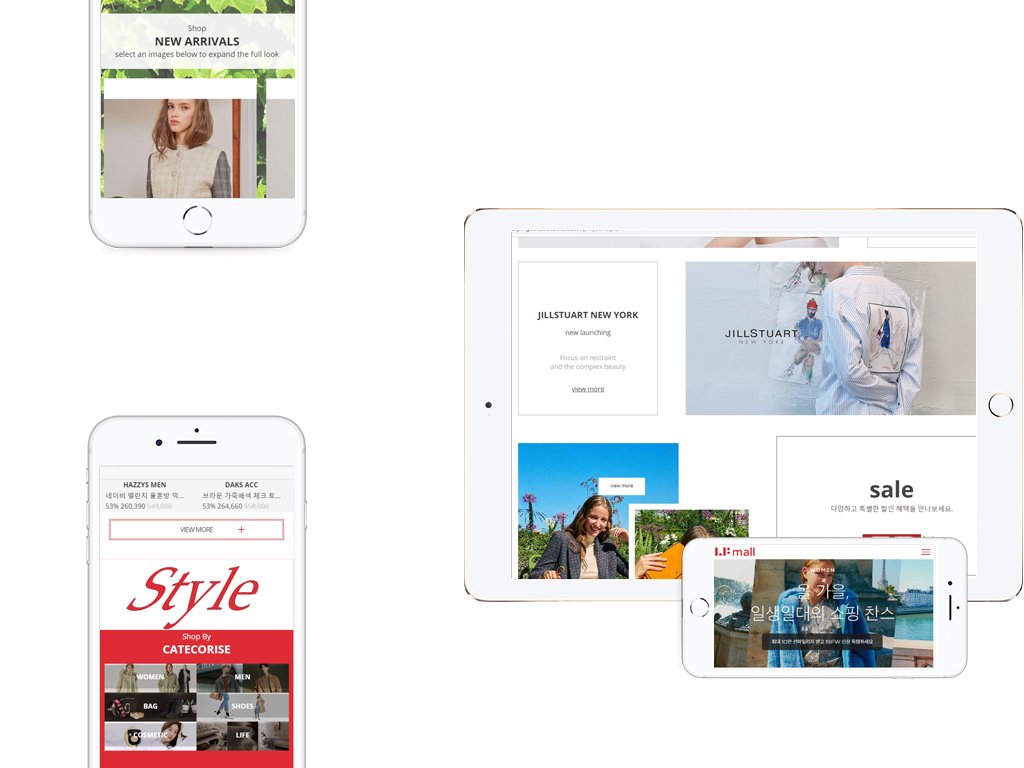 Shop
NEW ARRIVALS
select an images below to expand the full look
JILLSTUART NEW YORK
new launching
Focus on restraint
and the complex beauty
view more
JILLSTUART
NEW YORK
view more
sale
다양하고 특별한 할인 혜택을 만나보세요.
HAZZYS MEN
네이비 멜란지 울혼방 덕...
53% 260,390 549,000
DAKS ACC
브라운 가죽배색 체크 토...
53% 264,660 558,000
VIEW MORE +
Style
Shop By
CATECORISE
WOMEN
MEN
BAG
SHOES
COSMETIC
LIFE
LF mall
WOMEN
올 가을,
일생일대의 쇼핑 찬스